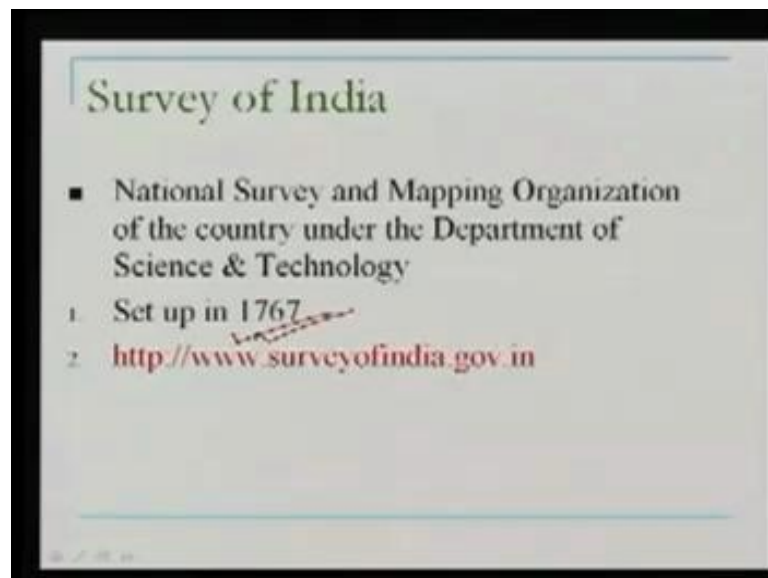 Survey of India
■ National Survey and Mapping Organization
of the country under the Department of
Science & Technology
1. Set up in 1767
2. http://www.surveyofindia.gov.in